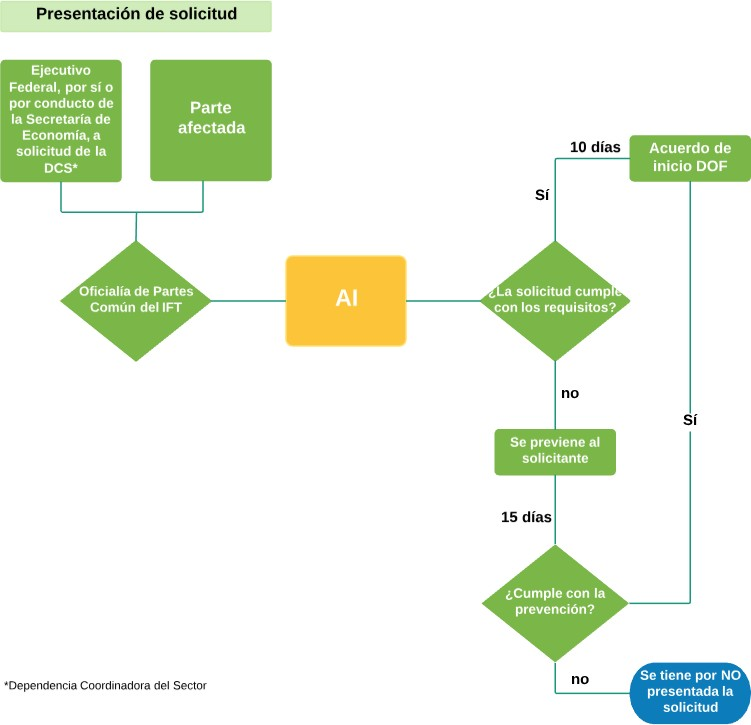 Presentación de solicitud
Ejecutivo
Federal, por sí o
por conducto de
la Secretaría de
Economía, a
solicitud de la
DCS*
Parte
afectada
Oficialía de Partes
Común del IFT
AI
¿La solicitud cumple
con los requisitos?
Sí
10 días
Acuerdo de
inicio DOF
no
Se previene al
solicitante
Sí
15 días
¿Cumple con la
prevención?
no
Se tiene por NO
presentada la
solicitud
*Dependencia Coordinadora del Sector